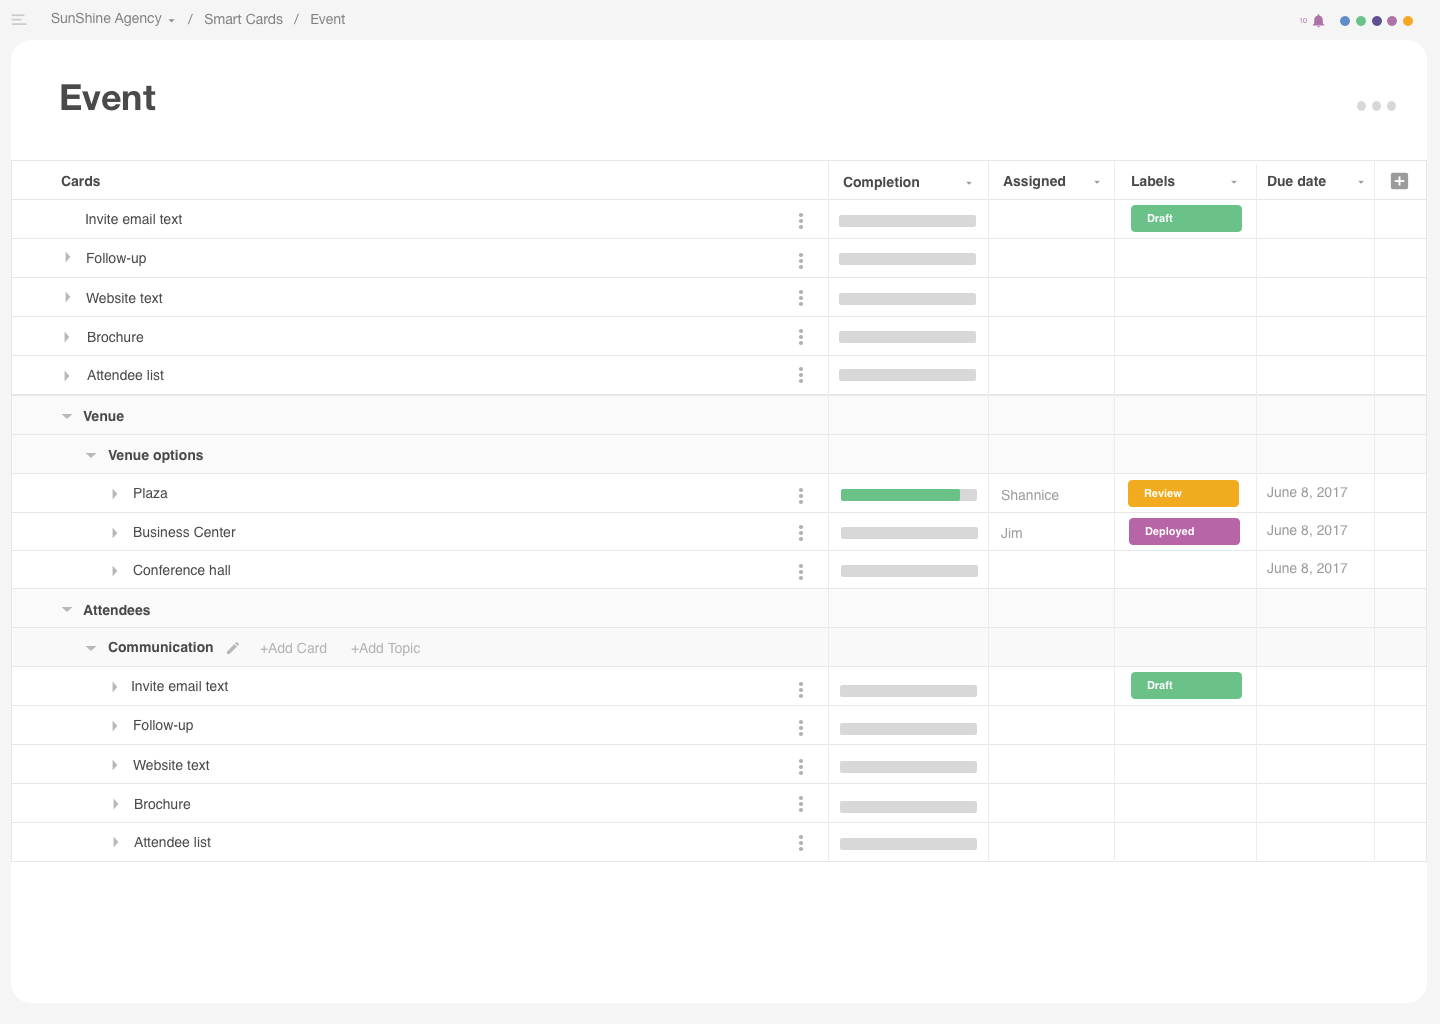 SunShine Agency / Smart Cards / Event
10
Event
Cards Completion Assigned Labels Due date
Invite email text Draft
Follow-up
Website text
Brochure
Attendee list
Venue
Venue options
Plaza Shannice Review June 8, 2017
Business Center Jim Deployed June 8, 2017
Conference hall June 8, 2017
Attendees
Communication +Add Card +Add Topic
Invite email text Draft
Follow-up
Website text
Brochure
Attendee list